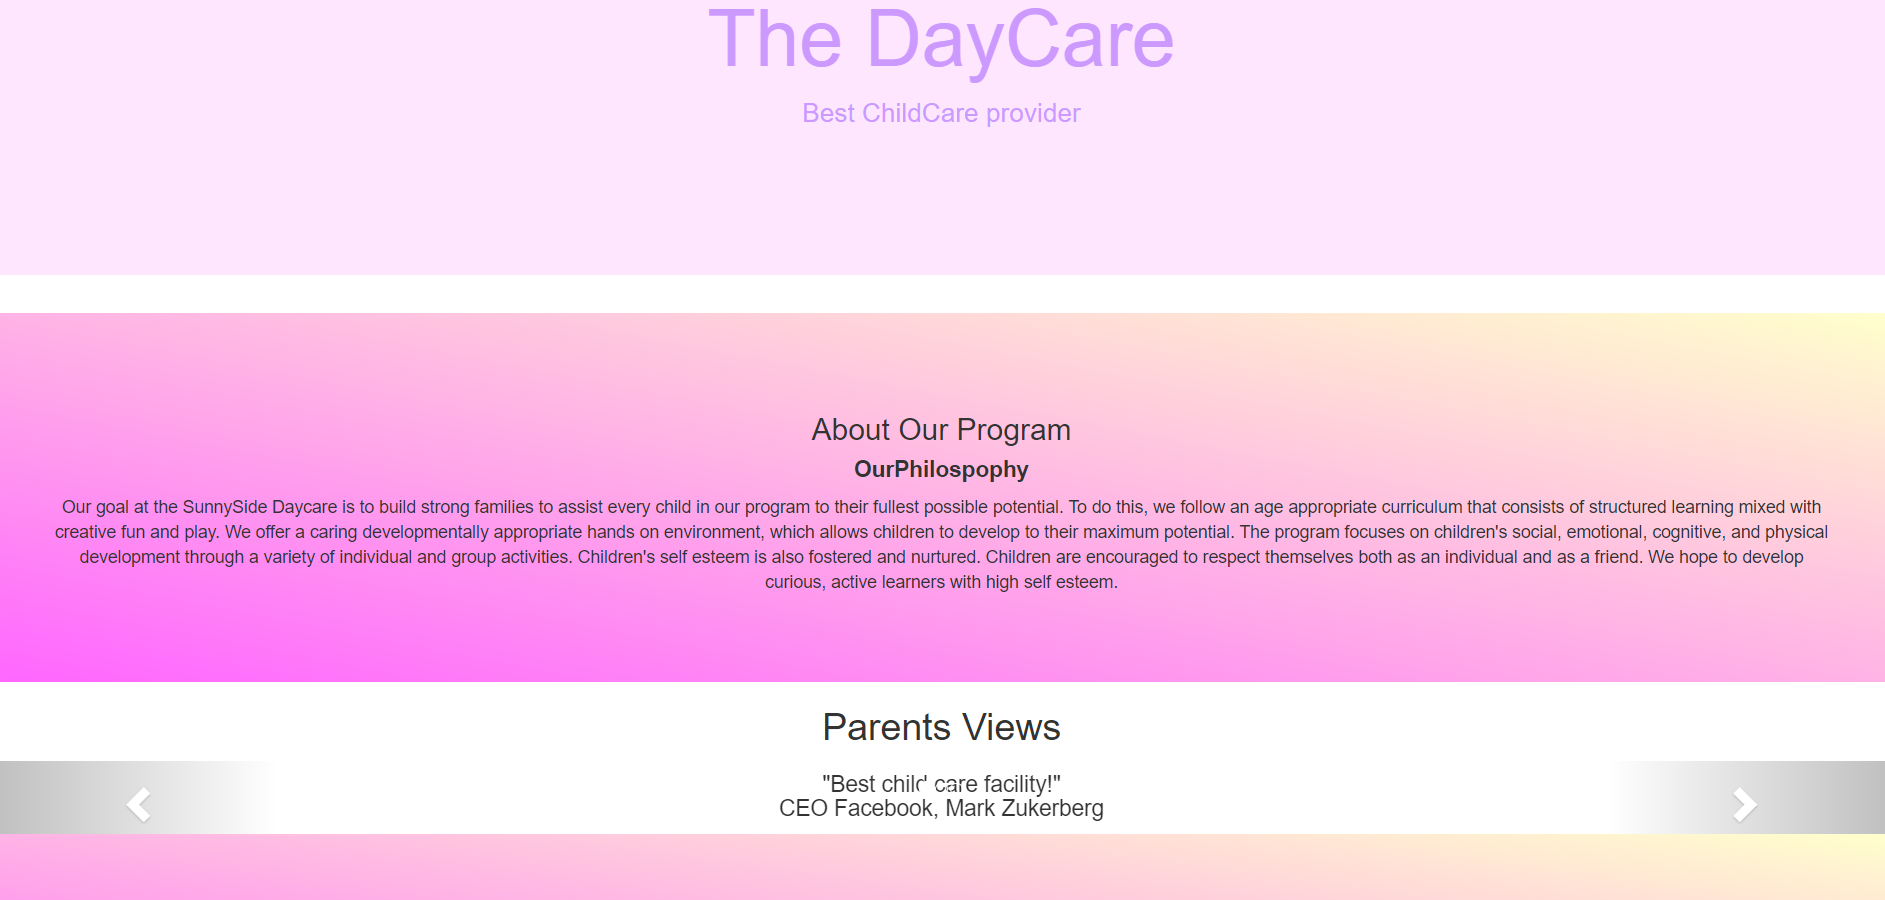 The DayCare
Best ChildCare provider
About Our Program
OurPhilospophy
Our goal at the SunnySide Daycare is to build strong families to assist every child in our program to their fullest possible potential. To do this, we follow an age appropriate curriculum that consists of structured learning mixed with
creative fun and play. We offer a caring developmentally appropriate hands on environment, which allows children to develop to their maximum potential. The program focuses on children's social, emotional, cognitive, and physical
development through a variety of individual and group activities. Children's self esteem is also fostered and nurtured. Children are encouraged to respect themselves both as an individual and as a friend. We hope to develop
curious, active learners with high self esteem.
Parents Views
"Best child care facility!"
CEO Facebook, Mark Zukerberg